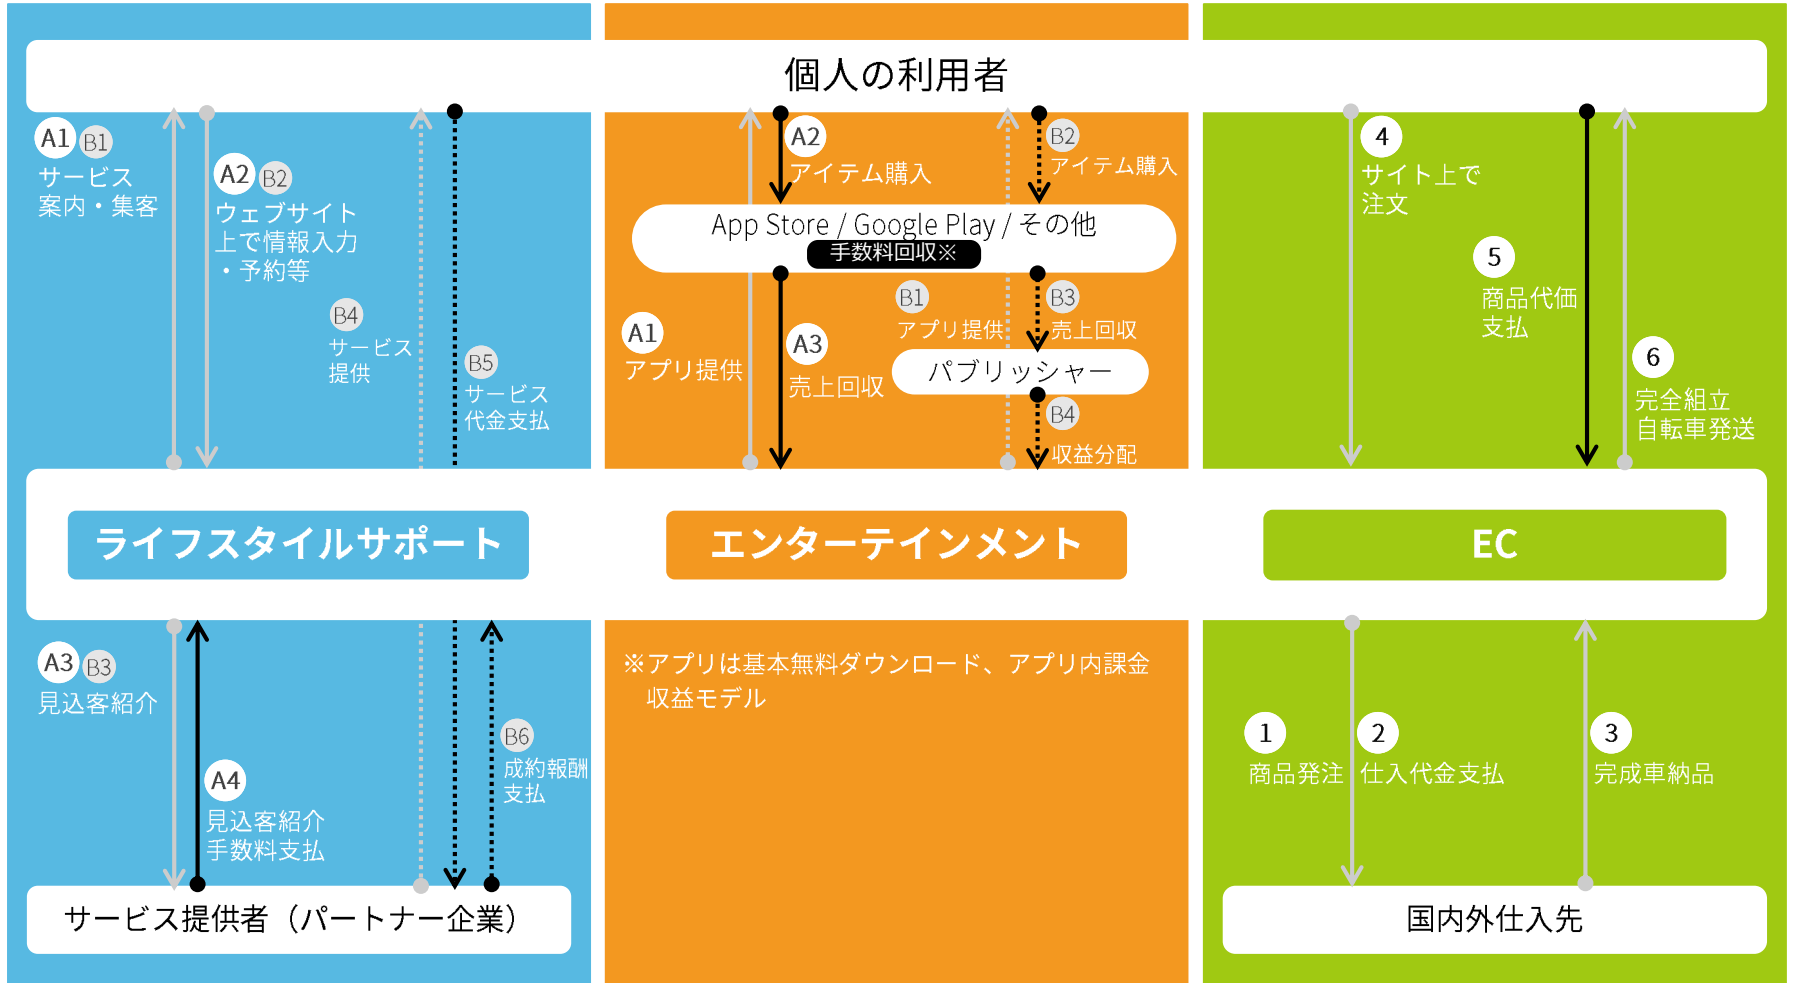 個人の利用者
A1 B1
サービス
案内・集客
A2 B2
ウェブサイト
上で情報入力
・予約等
B4
サービス
提供
B5
サービス
代金支払
A2
アイテム購入
B2
アイテム購入
App Store / Google Play / その他
手数料回収※
A1
アプリ提供
A3
売上回収
B1
アプリ提供
B3
売上回収
パブリッシャー
B4
収益分配
4
サイト上で
注文
5
商品代価
支払
6
完全組立
自転車発送
ライフスタイルサポート
エンターテインメント
EC
A3 B3
見込客紹介
A4
見込客紹介
手数料支払
B6
成約報酬
支払
サービス提供者（パートナー企業）
※アプリは基本無料ダウンロード、アプリ内課金
収益モデル
1
商品発注
2
仕入代金支払
3
完成車納品
国内外仕入先